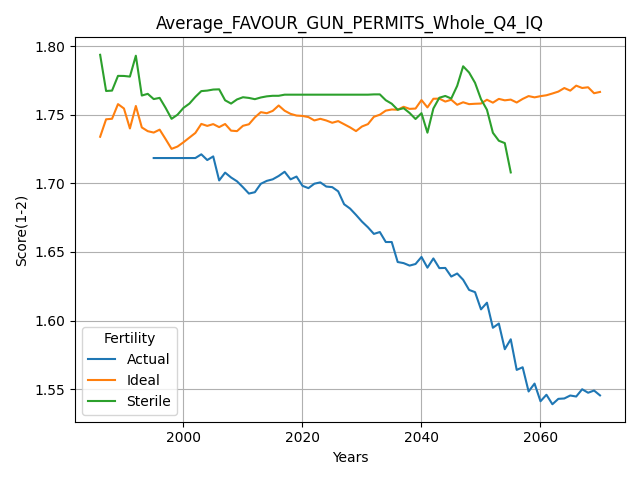 Average_FAVOUR_GUN_PERMITS_Whole_Q4_IQ
1.80
1.75
1.70
1.65
1.60
1.55
Score(1-2)
Fertility
Actual
Ideal
Sterile
2000
2020
2040
2060
Years